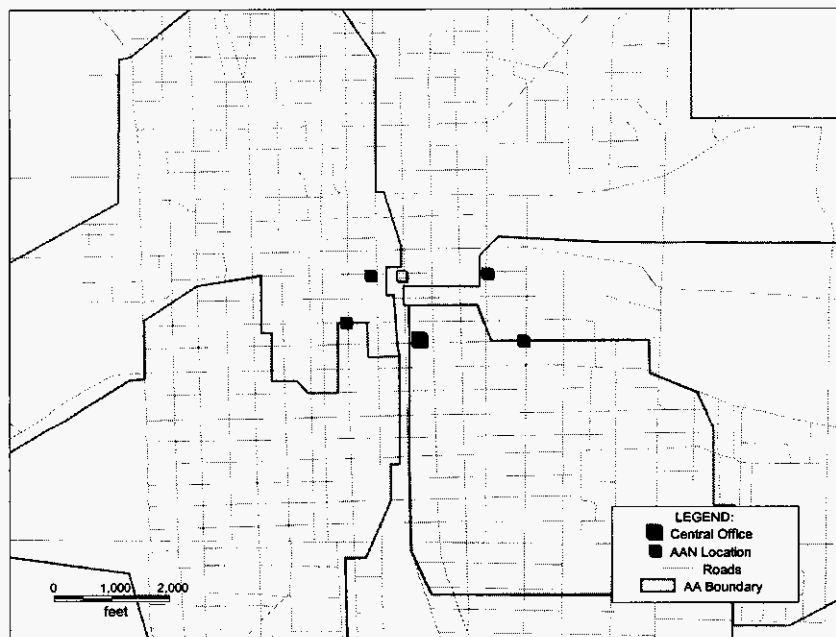 LEGEND:
Central Office
AAN Location
Roads
AA Boundary
0 1,000 2,000
feet